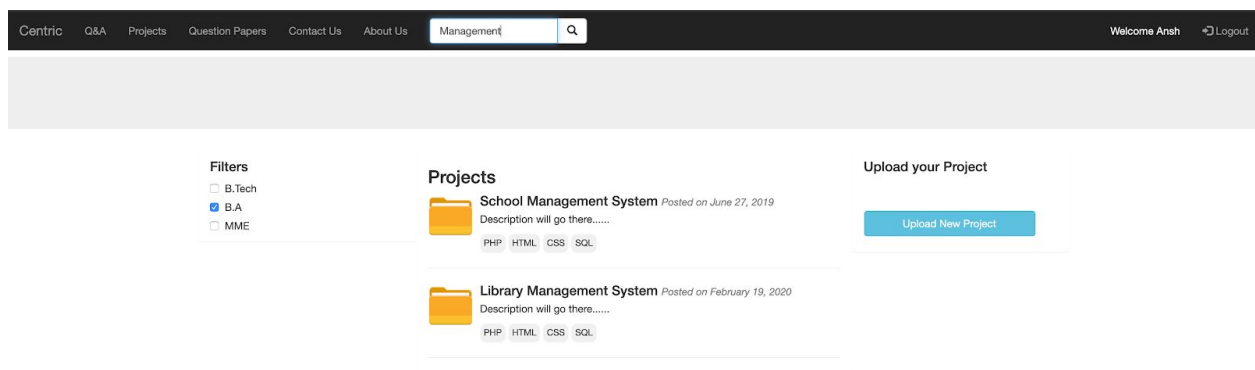 Centric Q&A Projects Question Papers Contact Us About Us Management Welcome Ansh Logout
Filters
B.Tech
B.A
MME
Projects
School Management System Posted on June 27, 2019
Description will go there......
PHP HTML CSS SQL
Library Management System Posted on February 19, 2020
Description will go there......
PHP HTML CSS SQL
Upload your Project
Upload New Project